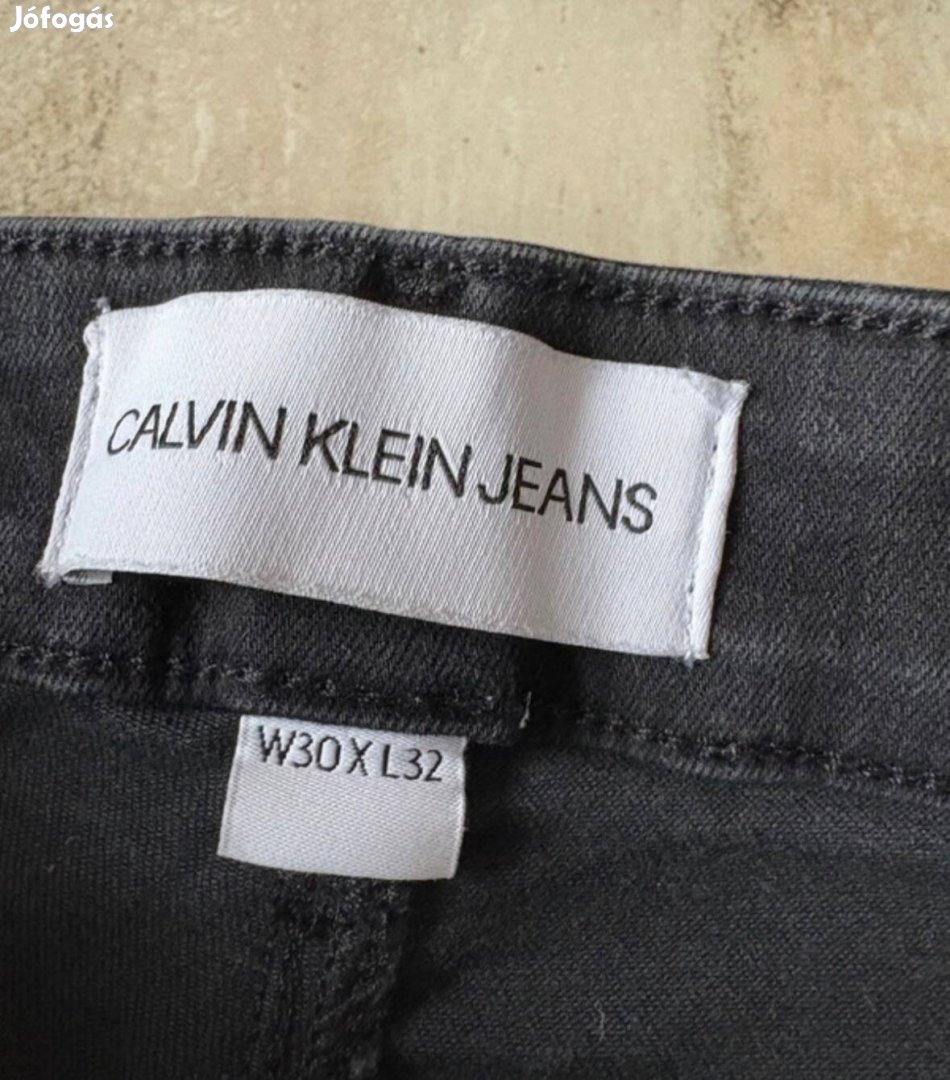 Jófogás
CALVIN KLEIN JEANS
W30 X L32